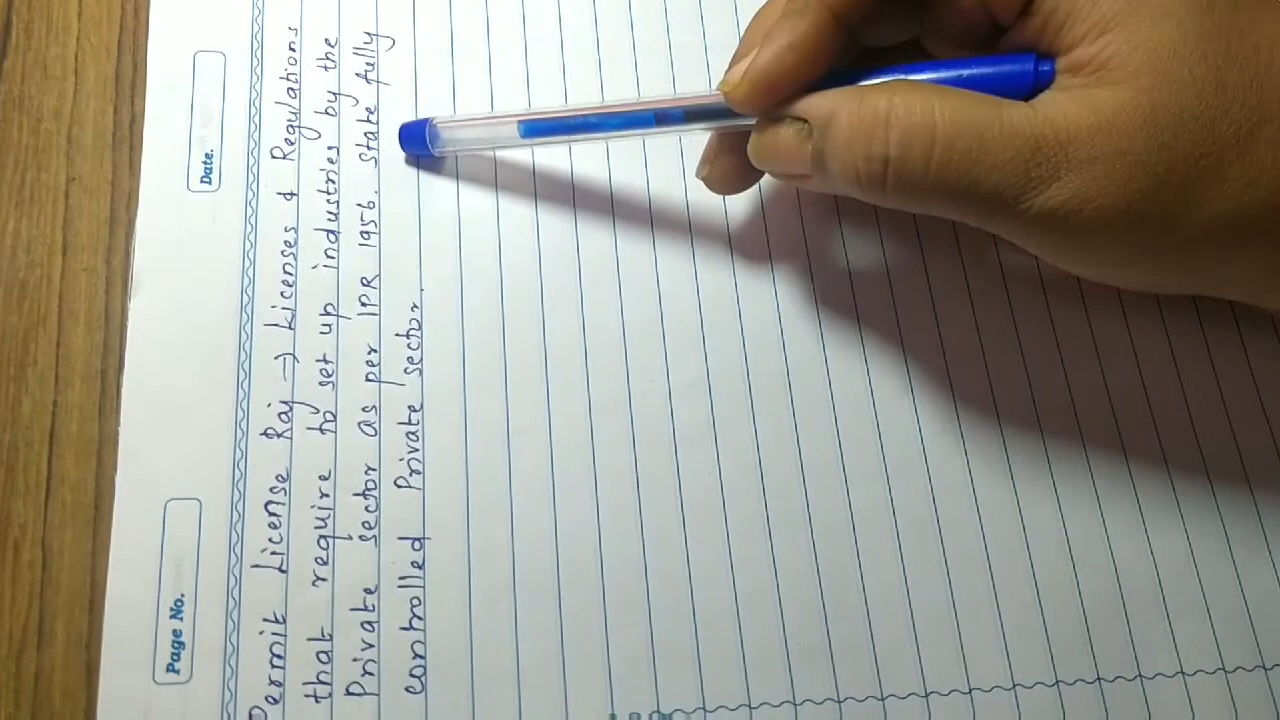 Page No.
Date.
Permit License Raj → Licenses & Regulations
that require to set up industries by the
Private sector as per IPR 1956. state fully
controlled Private sector.